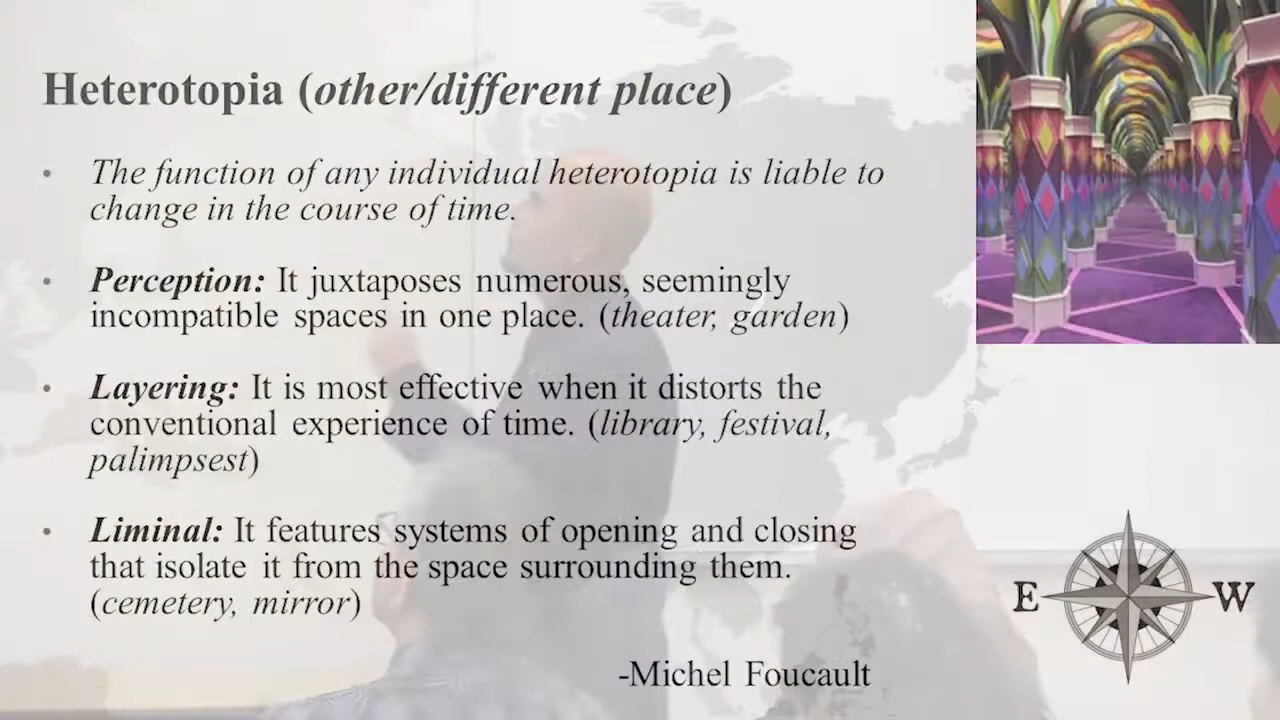 Heterotopia (other/different place)
• The function of any individual heterotopia is liable to
change in the course of time.
• Perception: It juxtaposes numerous, seemingly
incompatible spaces in one place. (theater, garden)
• Layering: It is most effective when it distorts the
conventional experience of time. (library, festival,
palimpsest)
• Liminal: It features systems of opening and closing
that isolate it from the space surrounding them.
(cemetery, mirror)
E W
-Michel Foucault